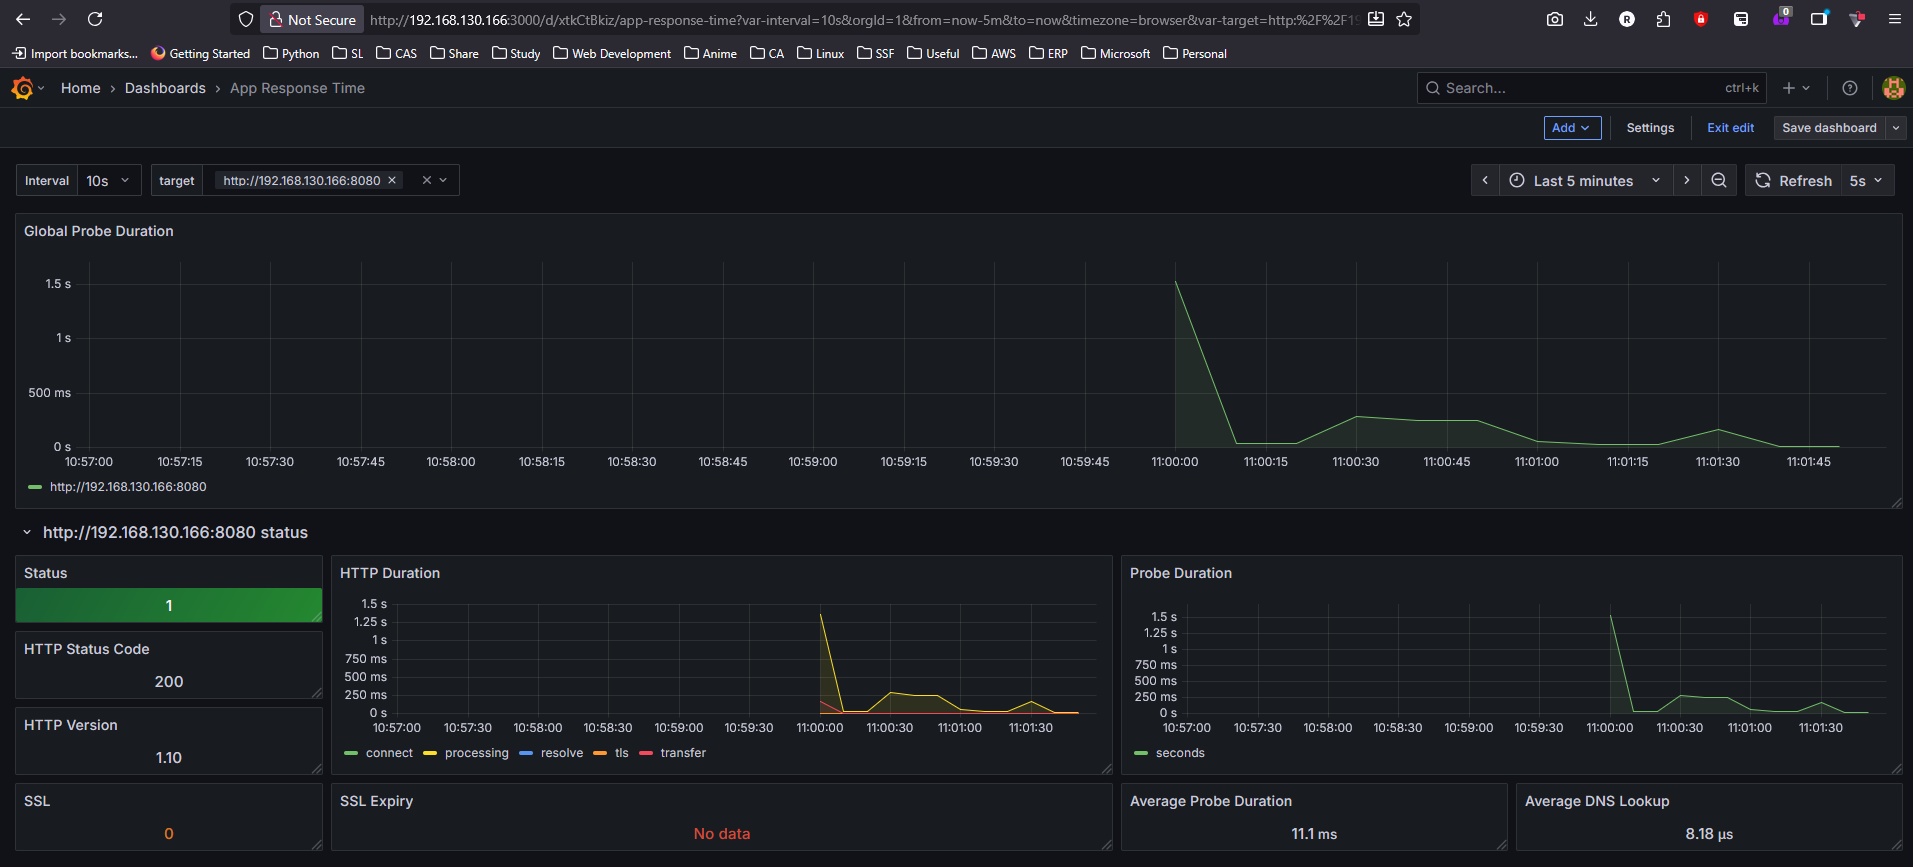 Not Secure http://192.168.130.166:3000/d/xtkCtBkiz/app-response-time?var-interval=10s&orgId=1&from=now-5m&to=now&timezone=browser&var-target=http:%2F%2F19 R 0
Import bookmarks... Getting Started Python SL CAS Share Study Web Development Anime CA Linux SSF Useful AWS ERP Microsoft Personal
Home › Dashboards › App Response Time Search... ctrl+k
Add Settings Exit edit Save dashboard
Interval 10s target http://192.168.130.166:8080 Last 5 minutes Refresh 5s
Global Probe Duration
1.5 s
1 s
500 ms
0 s
10:57:00 10:57:15 10:57:30 10:57:45 10:58:00 10:58:15 10:58:30 10:58:45 10:59:00 10:59:15 10:59:30 10:59:45 11:00:00 11:00:15 11:00:30 11:00:45 11:01:00 11:01:15 11:01:30 11:01:45
http://192.168.130.166:8080
http://192.168.130.166:8080 status
Status
1
HTTP Status Code
200
HTTP Version
1.10
SSL
0
HTTP Duration
1.5 s
1.25 s
1 s
750 ms
500 ms
250 ms
0 s
10:57:00 10:57:30 10:58:00 10:58:30 10:59:00 10:59:30 11:00:00 11:00:30 11:01:00 11:01:30
connect processing resolve tls transfer
SSL Expiry
No data
Probe Duration
1.5 s
1.25 s
1 s
750 ms
500 ms
250 ms
0 s
10:57:00 10:57:30 10:58:00 10:58:30 10:59:00 10:59:30 11:00:00 11:00:30 11:01:00 11:01:30
seconds
Average Probe Duration
11.1 ms
Average DNS Lookup
8.18 µs